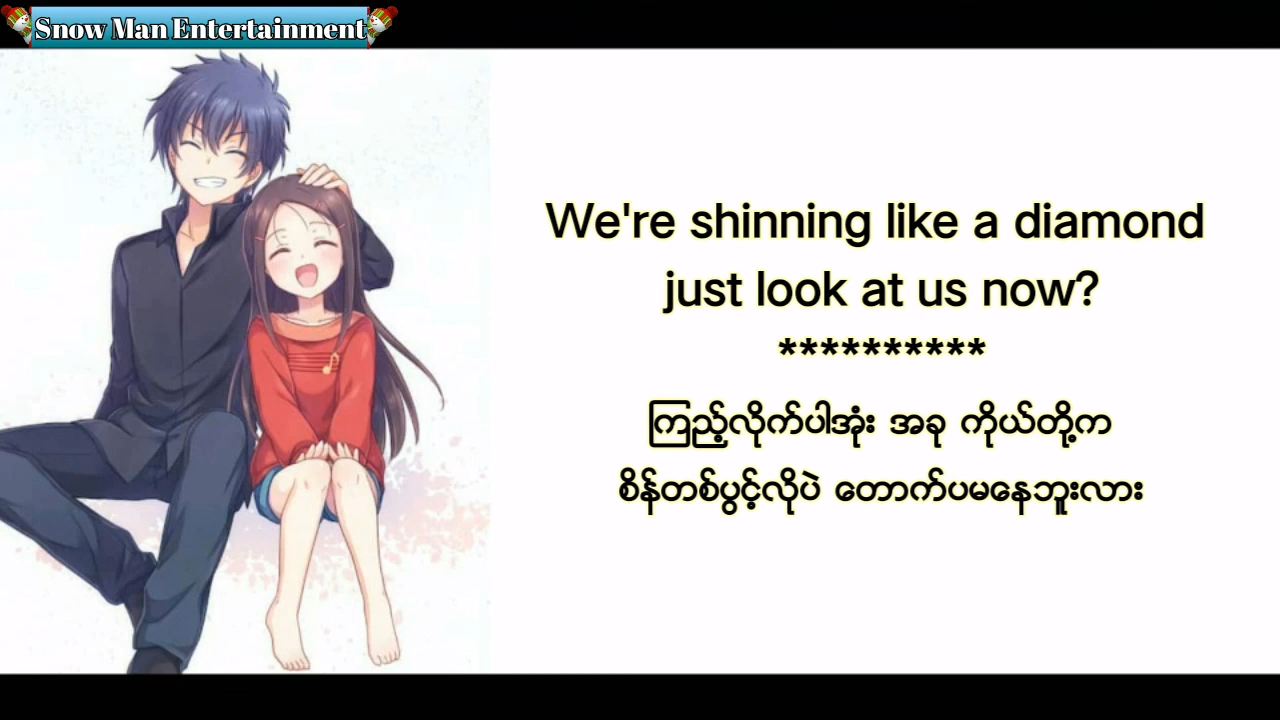 Snow Man Entertainment
We're shinning like a diamond
just look at us now?
**********
ကြည့်လိုက်ပါအုံး အခု ကိုယ်တို့က
စိန်တစ်ပွင့်လိုပဲ တောက်ပမနေဘူးလား